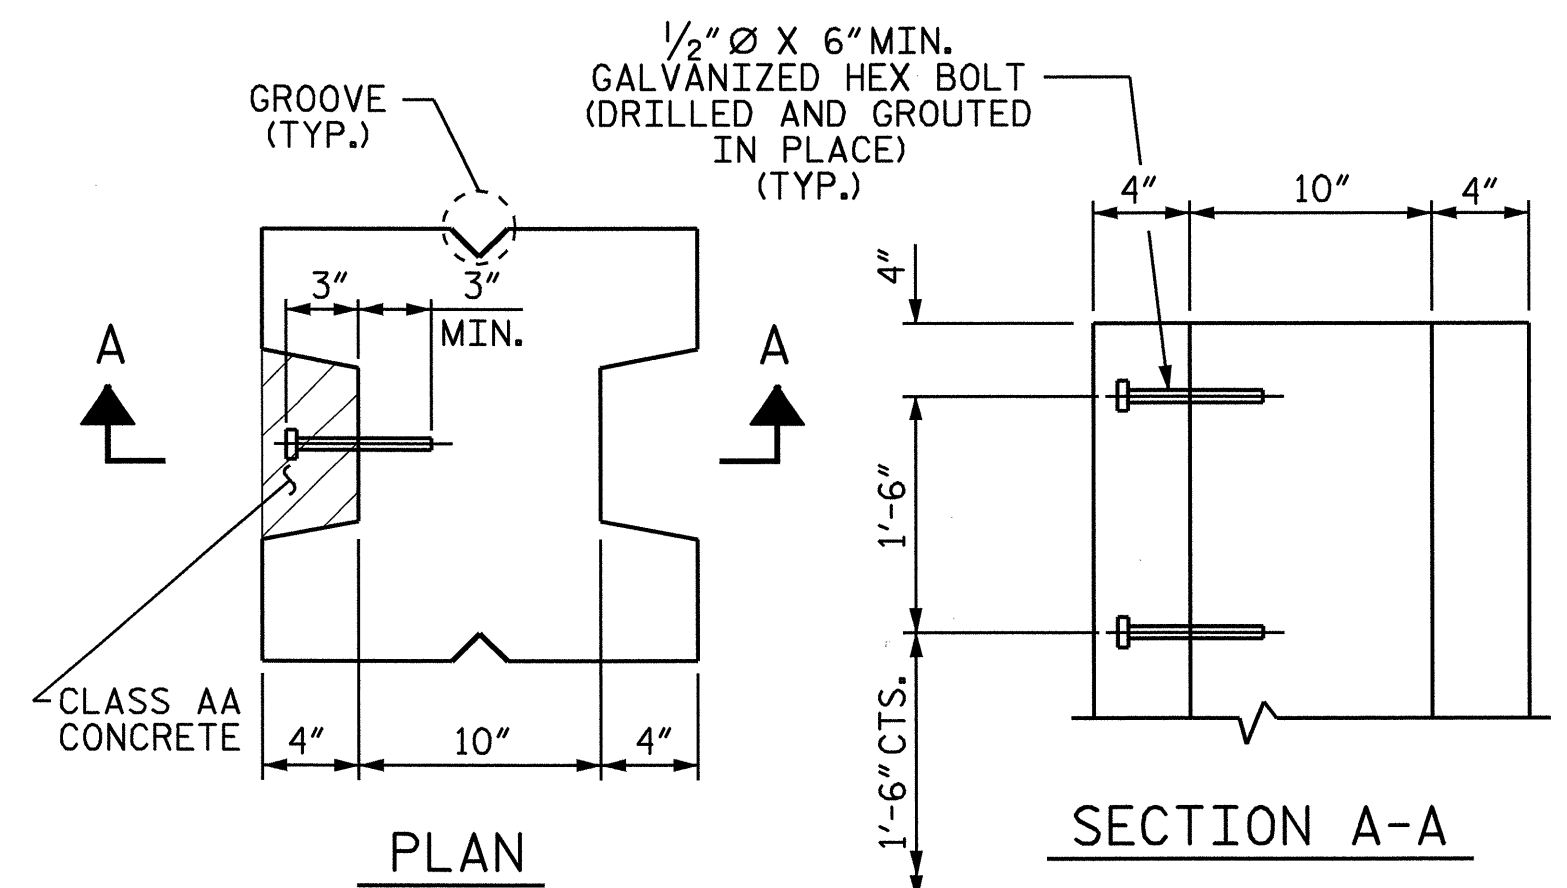 1/2" Ø X 6" MIN.
GALVANIZED HEX BOLT
(DRILLED AND GROUTED
IN PLACE)
(TYP.)
GROOVE
(TYP.)
4"
10"
4"
4"
3"
3"
MIN.
A
A
1'-6"
1'-6" CTS.
CLASS AA
CONCRETE
4"
10"
4"
PLAN
SECTION A-A